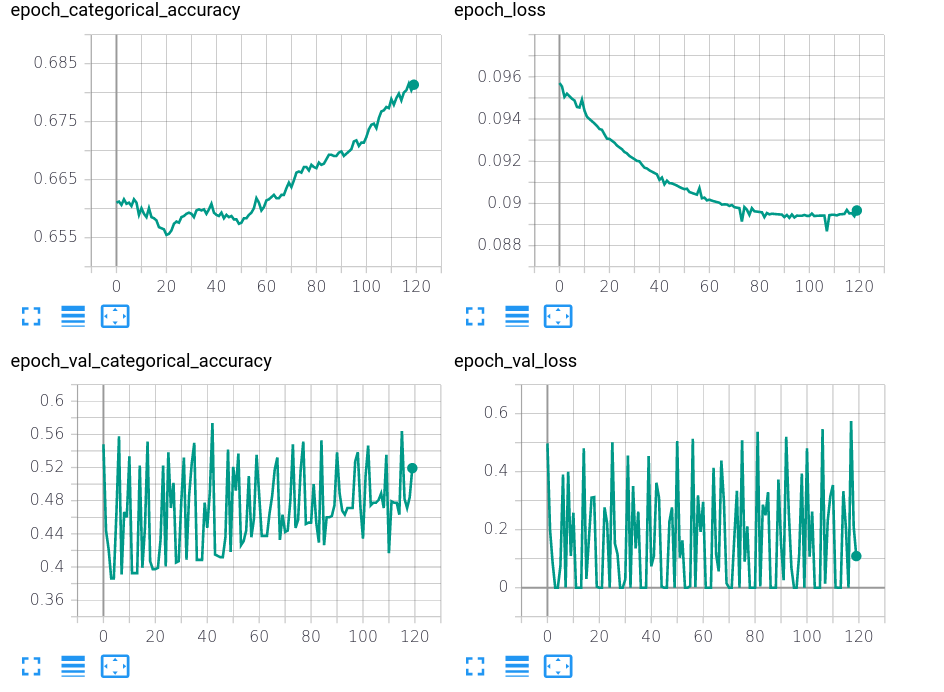 epoch_categorical_accuracy
0.685
0.675
0.665
0.655
0 20 40 60 80 100 120
epoch_loss
0.096
0.094
0.092
0.09
0.088
0 20 40 60 80 100 120
epoch_val_categorical_accuracy
0.6
0.56
0.52
0.48
0.44
0.4
0.36
0 20 40 60 80 100 120
epoch_val_loss
0.6
0.4
0.2
0
0 20 40 60 80 100 120